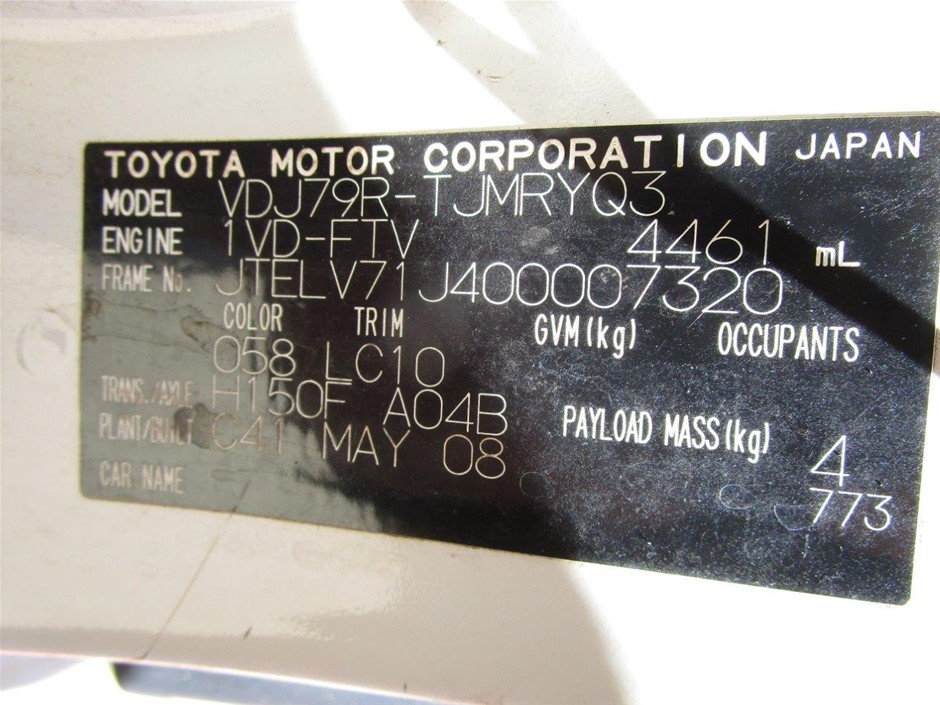 TOYOTA MOTOR CORPORATION JAPAN
MODEL VDJ79R-TJMRYQ3
ENGINE 1VD-FTV 4461 mL
FRAME No. JTELV71J400007320
COLOR TRIM GVM(kg) OCCUPANTS
058 LC10
TRANS./AXLE H150F A04B PAYLOAD MASS(kg) 4
PLANT/BUILT C41 MAY 08 773
CAR NAME